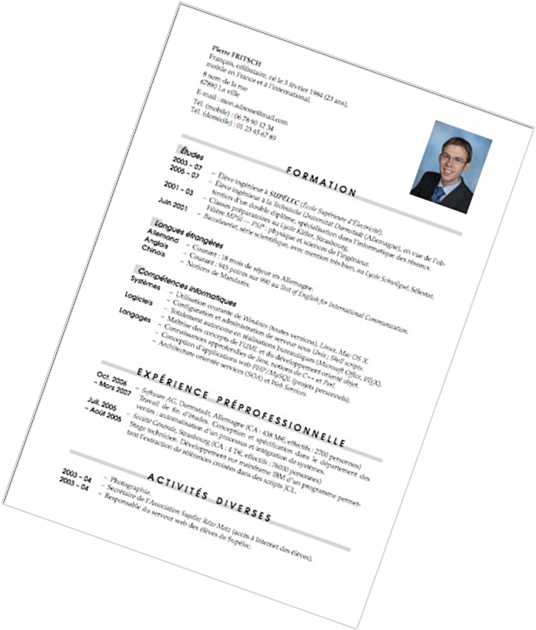 Pierre FRITSCH
Français, célibataire, né le 3 février 1984 (23 ans),
mobile en France et à l'international.
8 nom de la rue
67890 La ville
E-mail : mon.adresse@mail.com
Tél. (mobile) : 06 78 90 12 34
Tél. (domicile) : 01 23 45 67 89
FORMATION
Études
2003 – 07 – Élève ingénieur à SUPÉLEC (École Supérieure d'Électricité).
2005 – 07 – Élève ingénieur à la Technische Universität Darmstadt (Allemagne), en vue de l'ob-
tention d'un double diplôme, spécialisation dans l'informatique des réseaux.
2001 – 03 – Classes préparatoires au Lycée Kléber, Strasbourg.
Filière MPSI — PSI* : physique et sciences de l'ingénieur.
Juin 2001 – Baccalauréat, série scientifique, avec mention très bien, au Lycée Schwilgué, Sélestat.
Langues étrangères
Allemand – Courant : 18 mois de séjour en Allemagne.
Anglais – Courant : 945 points sur 990 au Test of English for International Communication.
Chinois – Notions de Mandarin.
Compétences informatiques
Systèmes – Utilisation courante de Windows (toutes versions), Linux, Mac OS X.
– Configuration et administration de serveur sous Unix ; Shell scripts.
Logiciels – Totalement autonome en réalisations bureautiques (Microsoft Office, LaTeX).
Langages – Maîtrise des concepts de l'UML et du développement orienté objet.
– Connaissances approfondies de Java, notions de C++ et Perl.
– Conception d'applications web PHP/MySQL (projets personnels).
– Architecture orientée services (SOA) et Web Services.
EXPÉRIENCE PRÉPROFESSIONNELLE
Oct. 2006 – Software AG, Darmstadt, Allemagne (CA : 438 M€, effectifs : 2700 personnes)
– Mars 2007 Travail de fin d'études. Conception et spécification dans le département des
ventes : automatisation d'un processus et intégration de systèmes.
Juil. 2005 – Société Générale, Strasbourg (CA : 4 T€, effectifs : 76000 personnes)
– Août 2005 Stage technicien. Développement sur mainframe IBM d'un programme permet-
tant l'extraction de références croisées dans des scripts JCL.
ACTIVITÉS DIVERSES
– Photographie.
2003 – 04 – Secrétaire de l'Association Supélec Rézo Metz (accès à Internet des élèves).
2003 – 04 – Responsable du serveur web des élèves de Supélec.